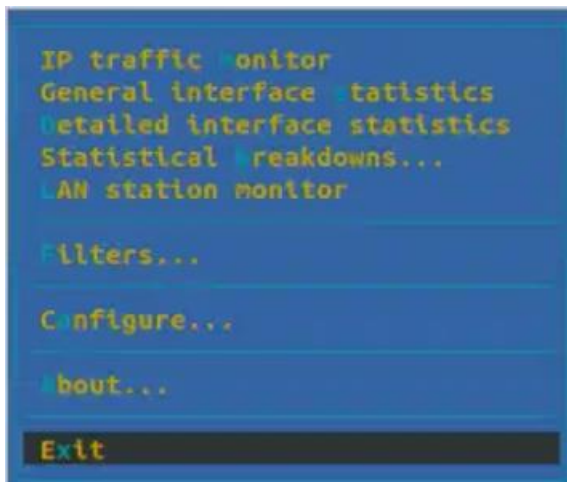 IP traffic monitor
General interface statistics
Detailed interface statistics
Statistical breakdowns...
LAN station monitor
Filters...
Configure...
About...
Exit